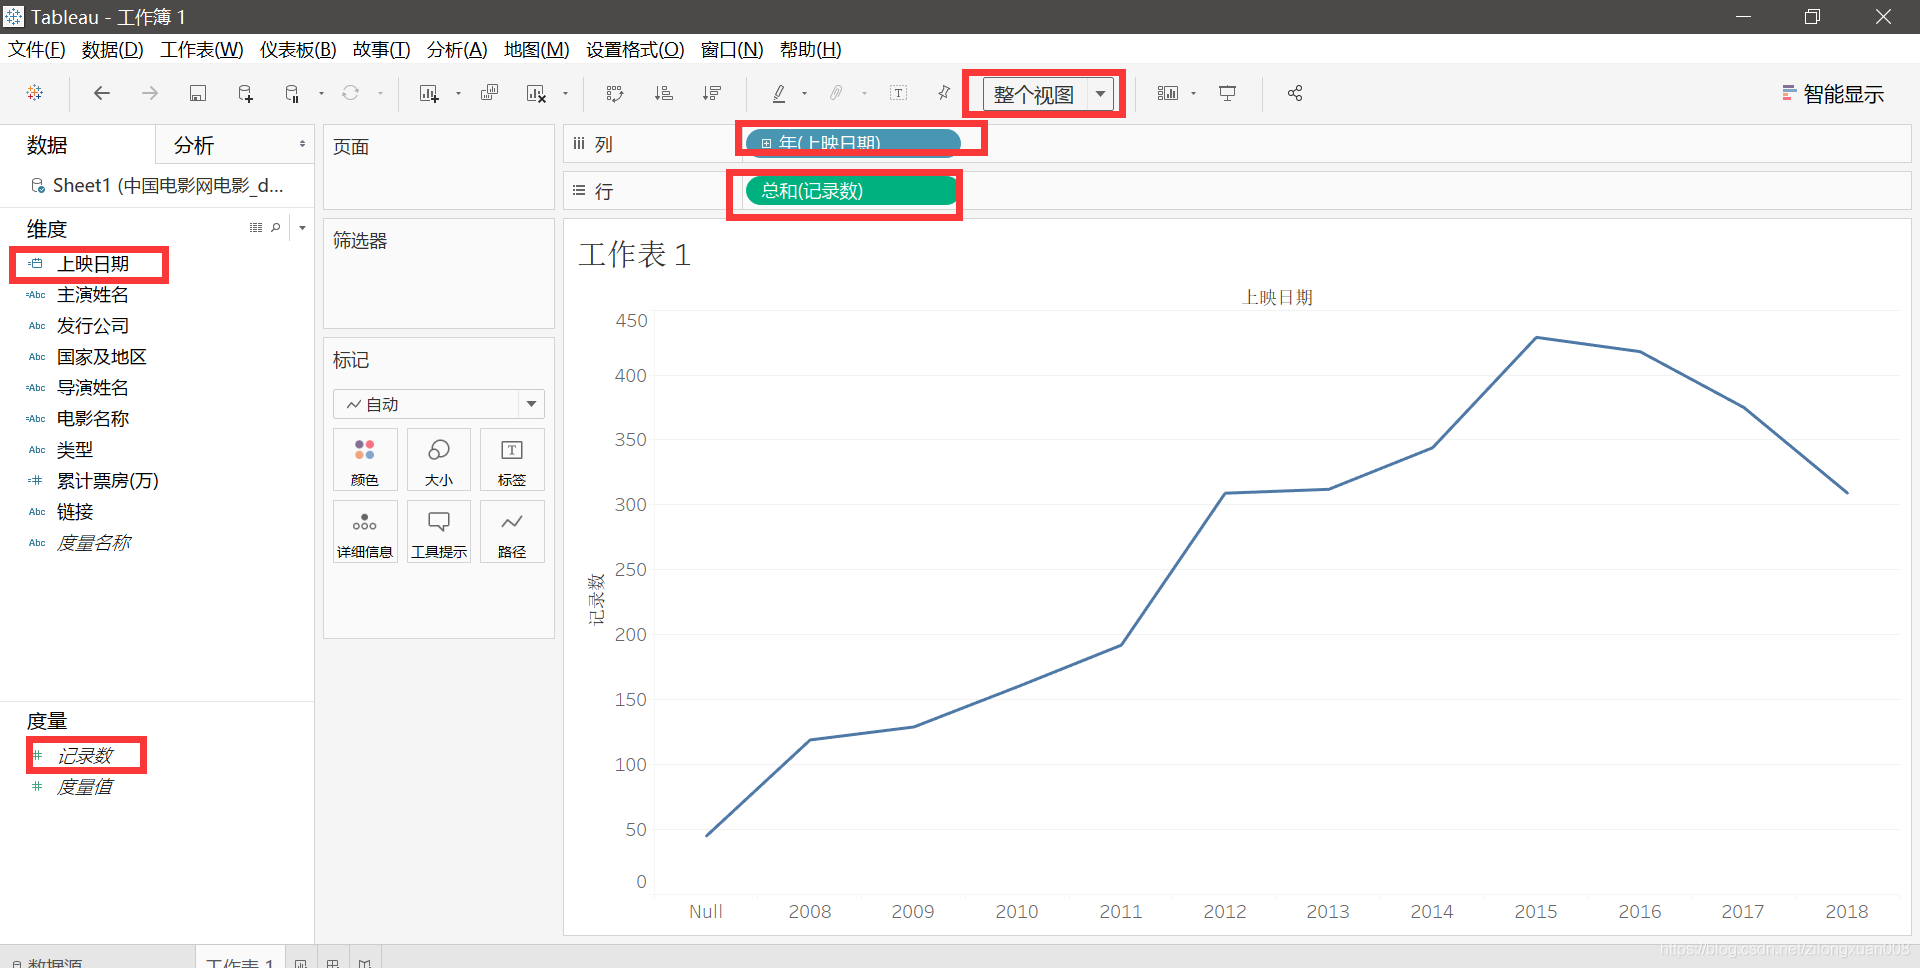 Tableau - 工作簿 1
文件(F) 数据(D) 工作表(W) 仪表板(B) 故事(T) 分析(A) 地图(M) 设置格式(O) 窗口(N) 帮助(H)
整个视图
智能显示
数据 分析
Sheet1 (中国电影网电影_d...
维度
上映日期
Abc 主演姓名
Abc 发行公司
Abc 国家及地区
Abc 导演姓名
Abc 电影名称
Abc 类型
累计票房(万)
Abc 链接
Abc 度量名称
度量
记录数
度量值
页面
筛选器
标记
自动
颜色 大小 标签
详细信息 工具提示 路径
列 年(上映日期)
行 总和(记录数)
工作表 1
上映日期
450
400
350
300
250
200
150
100
50
0
记录数
Null 2008 2009 2010 2011 2012 2013 2014 2015 2016 2017 2018
数据源 工作表 1
https://blog.csdn.net/zilongxuan008